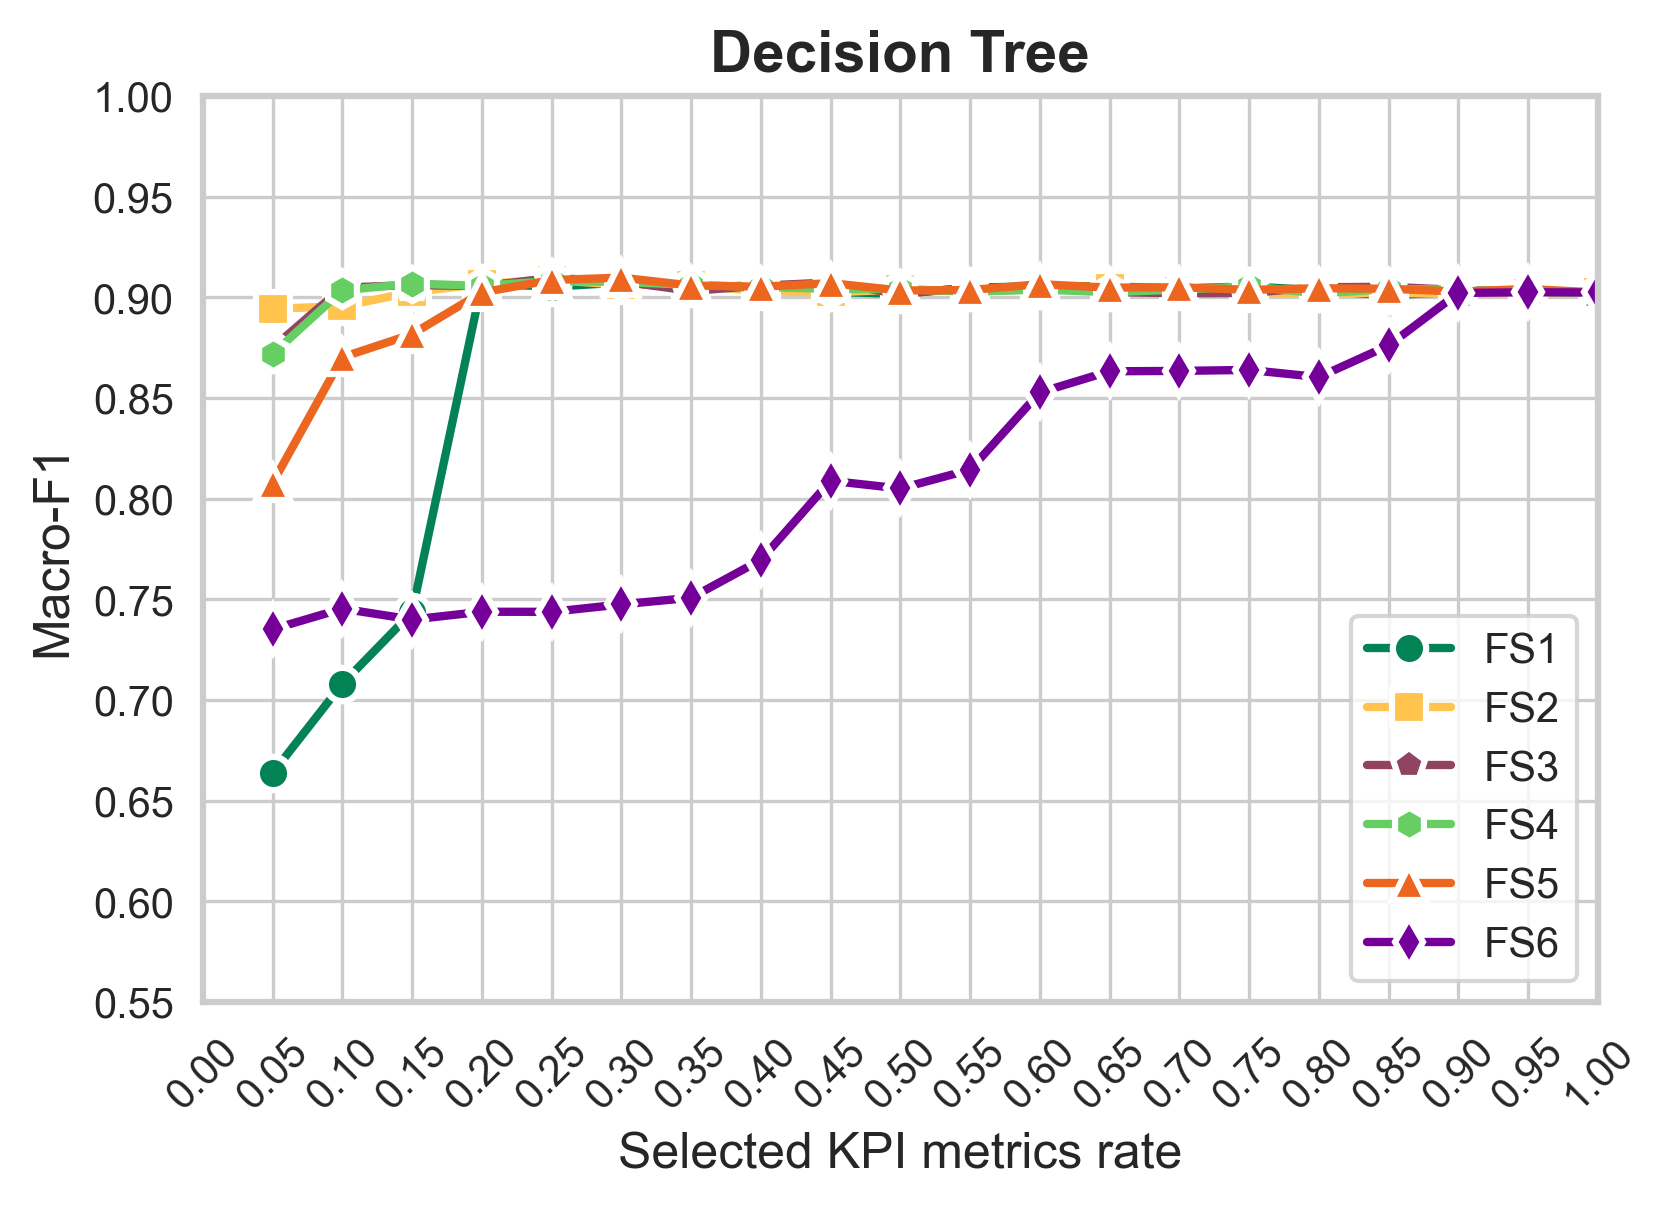 Decision Tree
1.00
0.95
0.90
0.85
0.80
0.75
0.70
0.65
0.60
0.55
Macro-F1
FS1
FS2
FS3
FS4
FS5
FS6
0.00 0.05 0.10 0.15 0.20 0.25 0.30 0.35 0.40 0.45 0.50 0.55 0.60 0.65 0.70 0.75 0.80 0.85 0.90 0.95 1.00
Selected KPI metrics rate